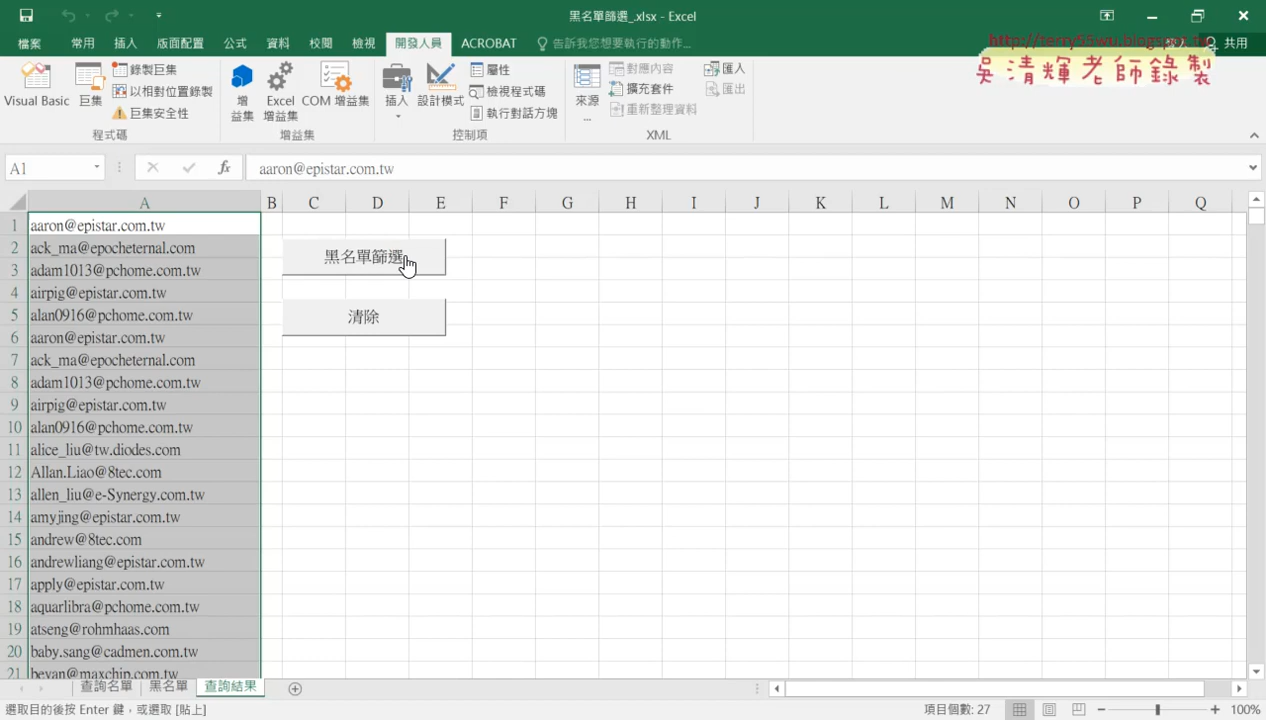 黑名單篩選_.xlsx - Excel
檔案 常用 插入 版面配置 公式 資料 校閱 檢視 開發人員 ACROBAT 告訴我您想要執行的動作... 共用
http://terry55wu.blogspot.tw
吳清輝老師錄製
Visual Basic 巨集 錄製巨集 以相對位置錄製 巨集安全性
程式碼
增益集 Excel 增益集 COM 增益集
增益集
插入 設計模式 屬性 檢視程式碼 執行對話方塊
控制項
來源... 對應內容 擴充套件 重新整理資料 匯入 匯出
XML
A1 fx aaron@epistar.com.tw
A B C D E F G H I J K L M N O P Q
1 aaron@epistar.com.tw
2 ack_ma@epocheternal.com
黑名單篩選
3 adam1013@pchome.com.tw
4 airpig@epistar.com.tw
5 alan0916@pchome.com.tw
清除
6 aaron@epistar.com.tw
7 ack_ma@epocheternal.com
8 adam1013@pchome.com.tw
9 airpig@epistar.com.tw
10 alan0916@pchome.com.tw
11 alice_liu@tw.diodes.com
12 Allan.Liao@8tec.com
13 allen_liu@e-Synergy.com.tw
14 amyjing@epistar.com.tw
15 andrew@8tec.com
16 andrewliang@epistar.com.tw
17 apply@epistar.com.tw
18 aquarlibra@pchome.com.tw
19 atseng@rohmhaas.com
20 baby.sang@cadmen.com.tw
21 bevan@maxchip.com.tw
查詢名單 黑名單 查詢結果
選取目的後按 Enter 鍵，或選取 [貼上] 項目個數: 27 100%